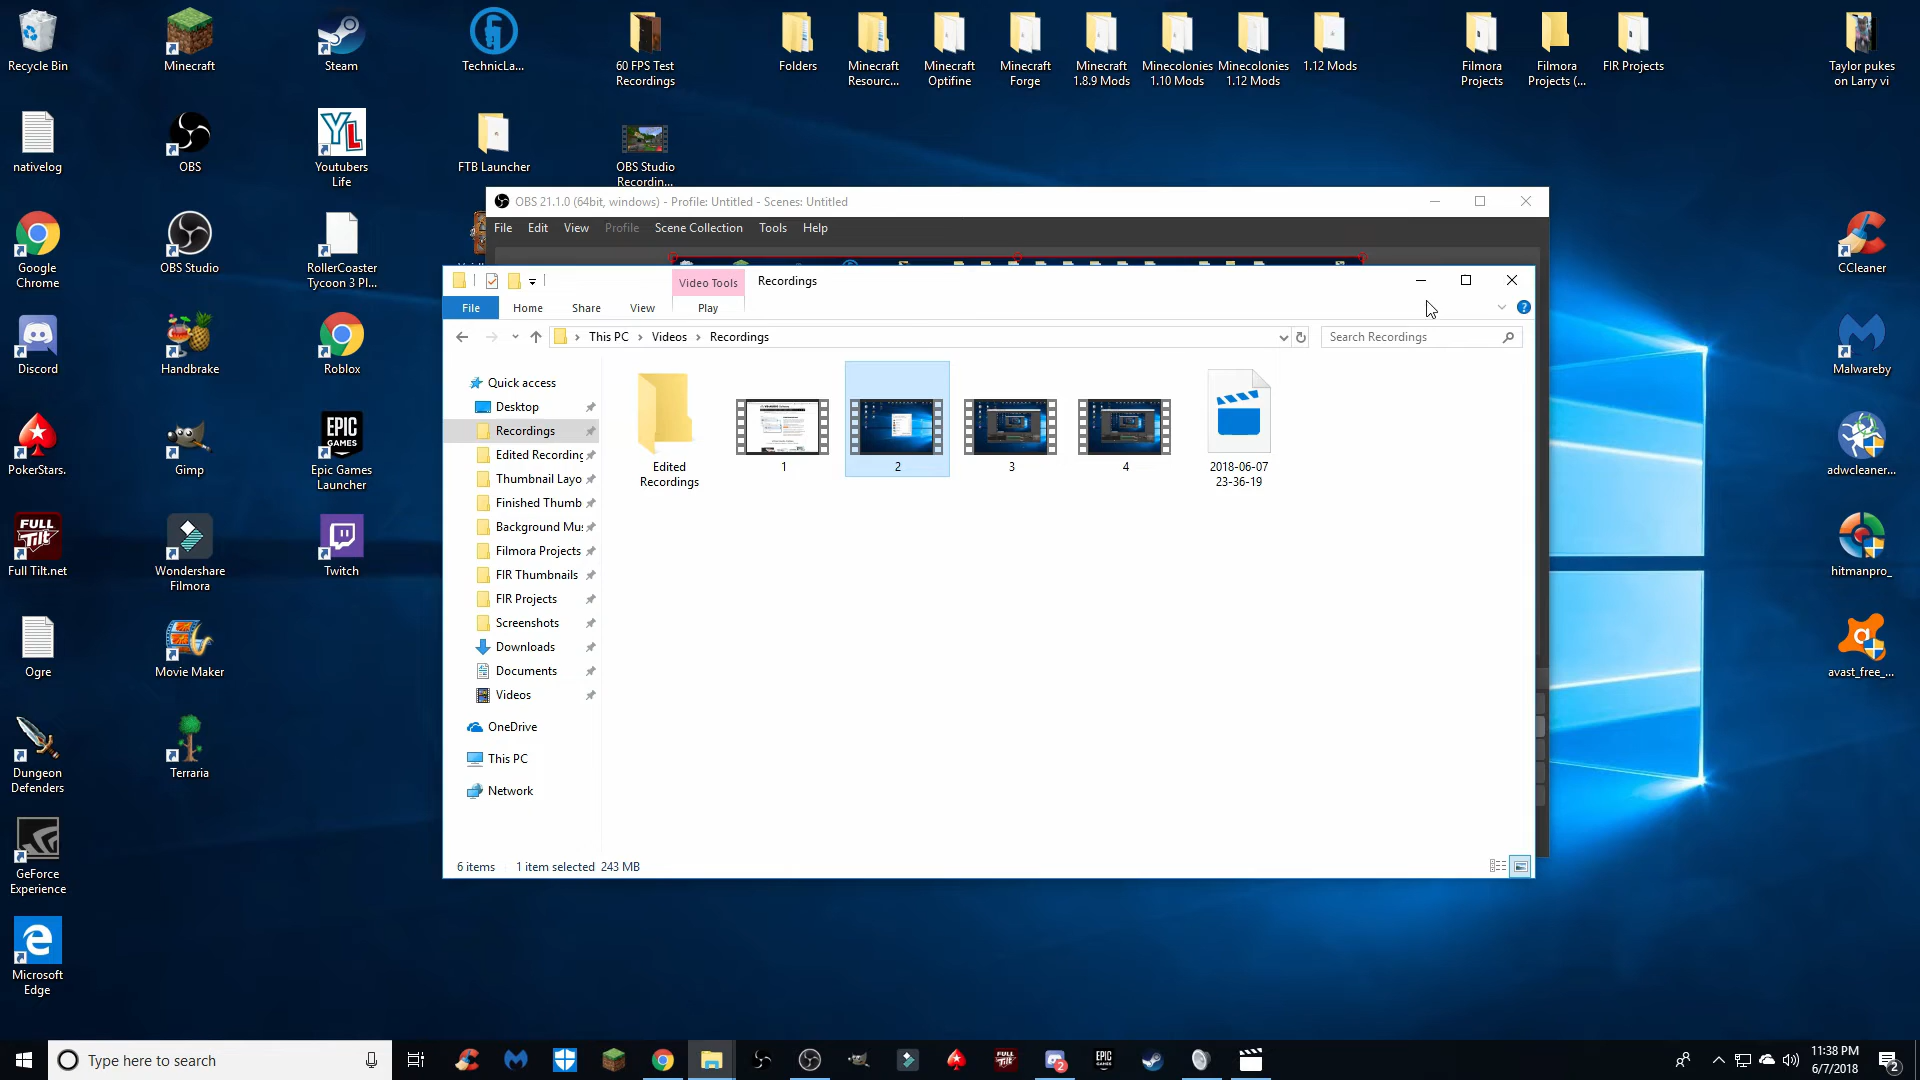 Recycle Bin
Minecraft
Steam
TechnicLa...
60 FPS Test
Recordings
Folders
Minecraft
Resourc...
Minecraft
Optifine
Minecraft
Forge
Minecraft
1.8.9 Mods
Minecolonies
1.10 Mods
Minecolonies
1.12 Mods
1.12 Mods
Filmora
Projects
Filmora
Projects (...
FIR Projects
Taylor pukes
on Larry vi
nativelog
OBS
YL
Youtubers
Life
FTB Launcher
OBS Studio
Recordin...
Google
Chrome
OBS Studio
RollerCoaster
Tycoon 3 Pl...
CCleaner
Discord
Handbrake
Roblox
Malwareby
PokerStars.
Gimp
EPIC
GAMES
Epic Games
Launcher
adwcleaner...
FULL
Tilt
Full Tilt.net
Wondershare
Filmora
Twitch
hitmanpro_
Ogre
Movie Maker
avast_free_...
Dungeon
Defenders
Terraria
GeForce
Experience
Microsoft
Edge
OBS 21.1.0 (64bit, windows) - Profile: Untitled - Scenes: Untitled
File Edit View Profile Scene Collection Tools Help
Video Tools Recordings
File Home Share View Play
This PC Videos Recordings
Search Recordings
Quick access
Desktop
Recordings
Edited Recording
Thumbnail Layo
Finished Thumb
Background Mus
Filmora Projects
FIR Thumbnails
FIR Projects
Screenshots
Downloads
Documents
Videos
OneDrive
This PC
Network
Edited
Recordings
1
2
3
4
2018-06-07
23-36-19
6 items 1 item selected 243 MB
Type here to search
FULL
Tilt
2
EPIC
GAMES
11:38 PM
6/7/2018
2